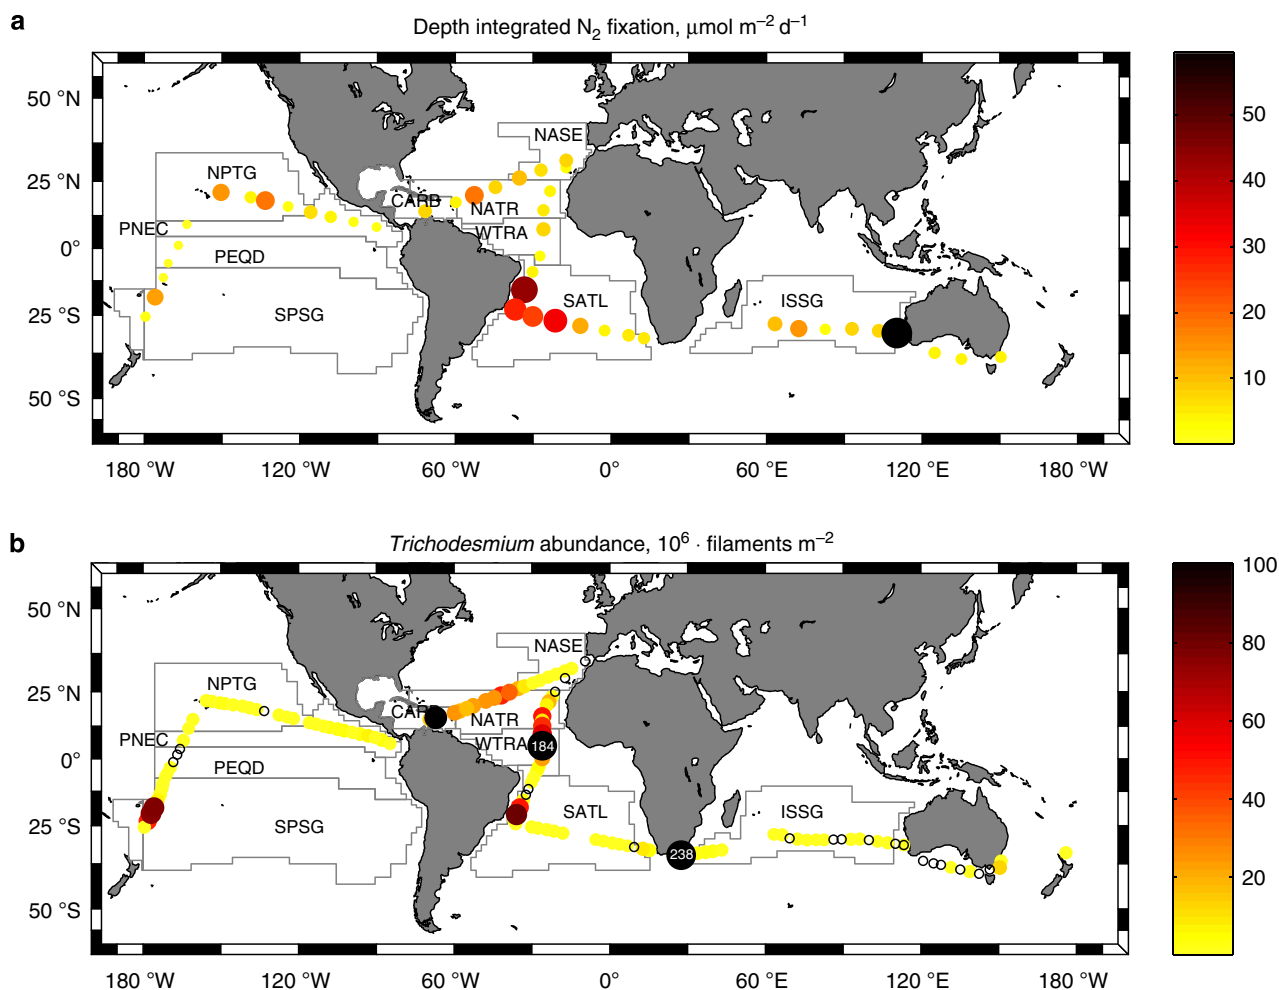 a
Depth integrated N₂ fixation, μmol m⁻² d⁻¹
50 °N
25 °N
0°
25 °S
50 °S
NASE
NPTG
CARB
NATR
PNEC
WTRA
PEQD
SATL
ISSG
SPSG
180 °W
120 °W
60 °W
0°
60 °E
120 °E
180 °W
50
40
30
20
10
b
Trichodesmium abundance, 10⁶ · filaments m⁻²
50 °N
25 °N
0°
25 °S
50 °S
NASE
NPTG
CAR
NATR
PNEC
WTRA
184
PEQD
SATL
ISSG
SPSG
238
180 °W
120 °W
60 °W
0°
60 °E
120 °E
180 °W
100
80
60
40
20